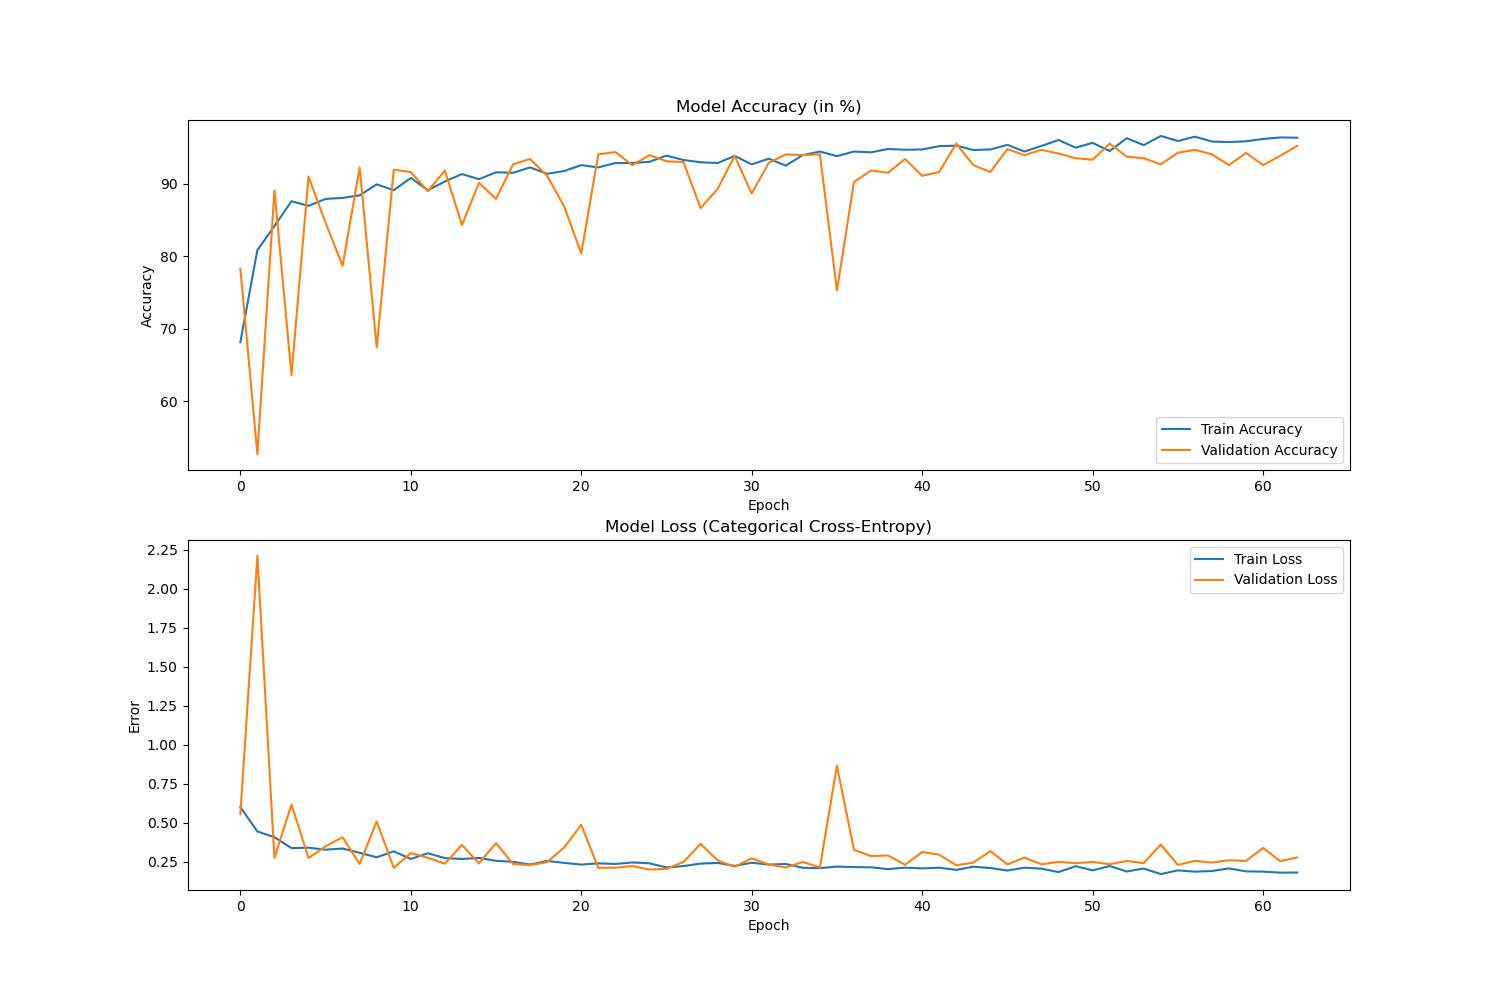 Model Accuracy (in %)
Accuracy
90
80
70
60
Train Accuracy
Validation Accuracy
0 10 20 30 40 50 60
Epoch
Model Loss (Categorical Cross-Entropy)
Error
2.25
2.00
1.75
1.50
1.25
1.00
0.75
0.50
0.25
Train Loss
Validation Loss
0 10 20 30 40 50 60
Epoch